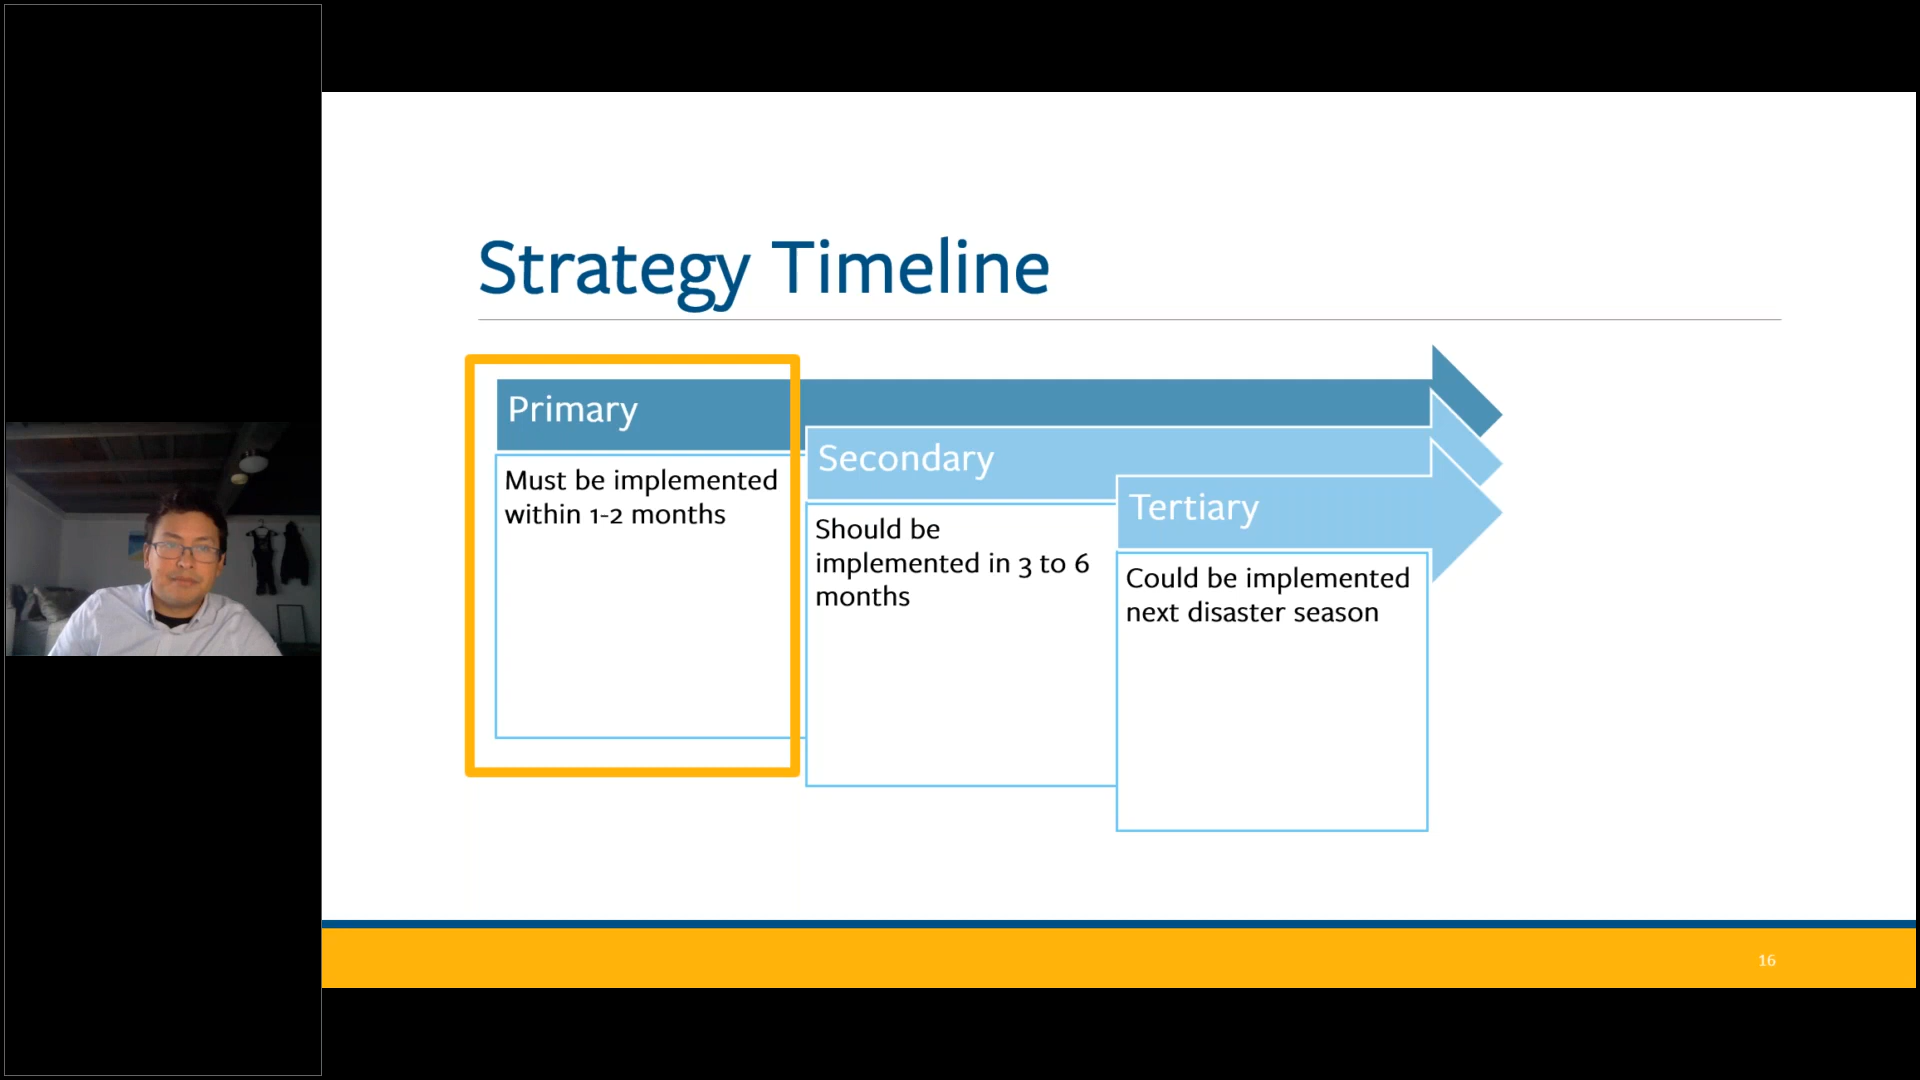 Strategy Timeline
Primary
Must be implemented
within 1-2 months
Secondary
Should be
implemented in 3 to 6
months
Tertiary
Could be implemented
next disaster season
16